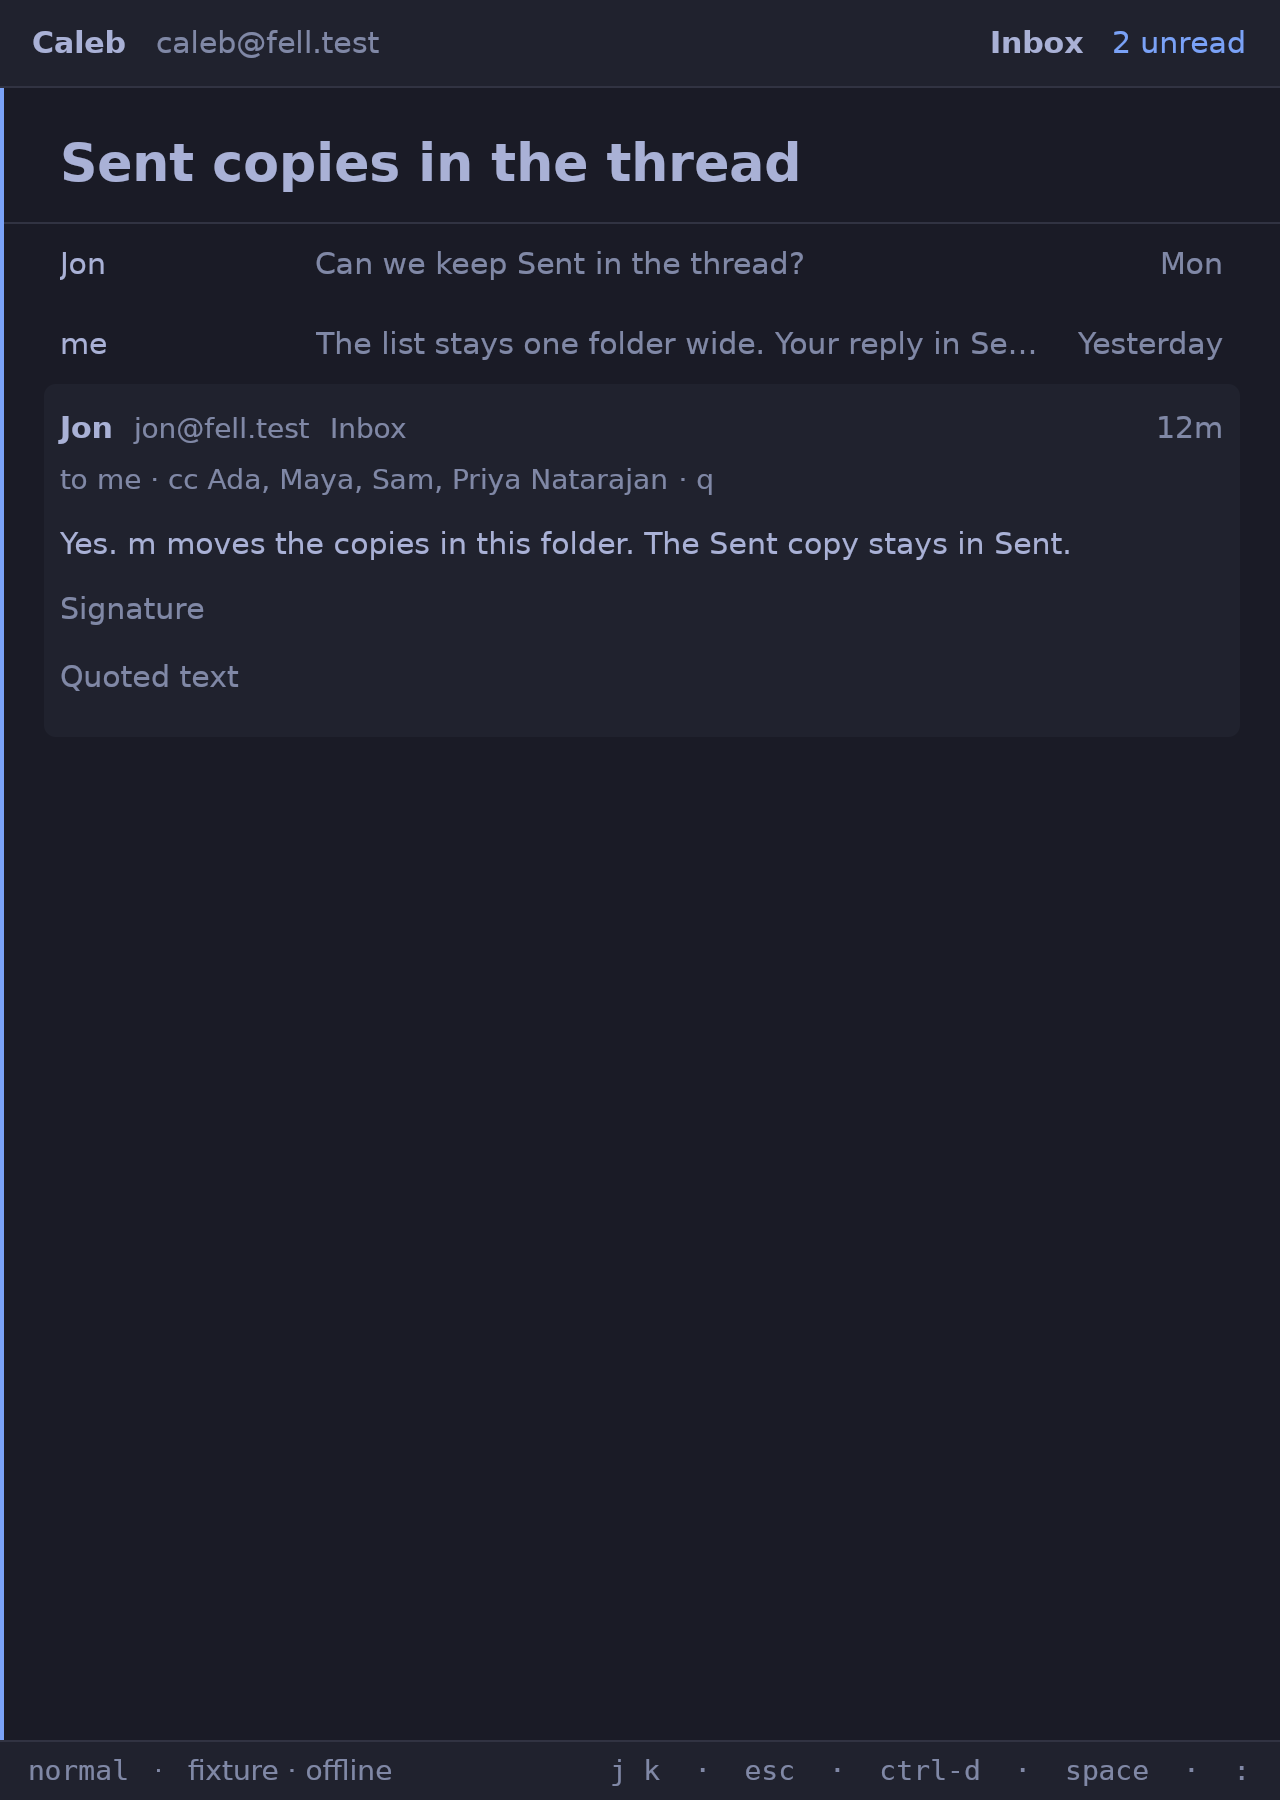 Caleb caleb@fell.test Inbox 2 unread
Sent copies in the thread
Jon Can we keep Sent in the thread? Mon
me The list stays one folder wide. Your reply in Se… Yesterday
Jon jon@fell.test Inbox 12m
to me · cc Ada, Maya, Sam, Priya Natarajan · q
Yes. m moves the copies in this folder. The Sent copy stays in Sent.
Signature
Quoted text
normal · fixture · offline j k · esc · ctrl-d · space · :